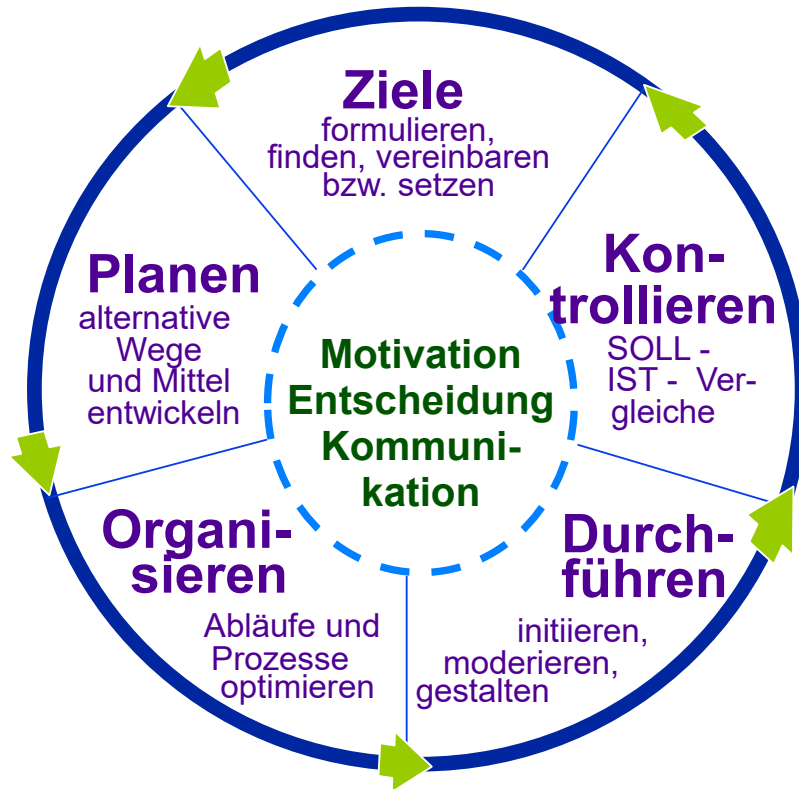 Ziele
formulieren,
finden, vereinbaren
bzw. setzen
Planen
alternative
Wege
und Mittel
entwickeln
Organi-
sieren
Abläufe und
Prozesse
optimieren
Durch-
führen
initiieren,
moderieren,
gestalten
Kon-
trollieren
SOLL -
IST - Ver-
gleiche
Motivation
Entscheidung
Kommuni-
kation